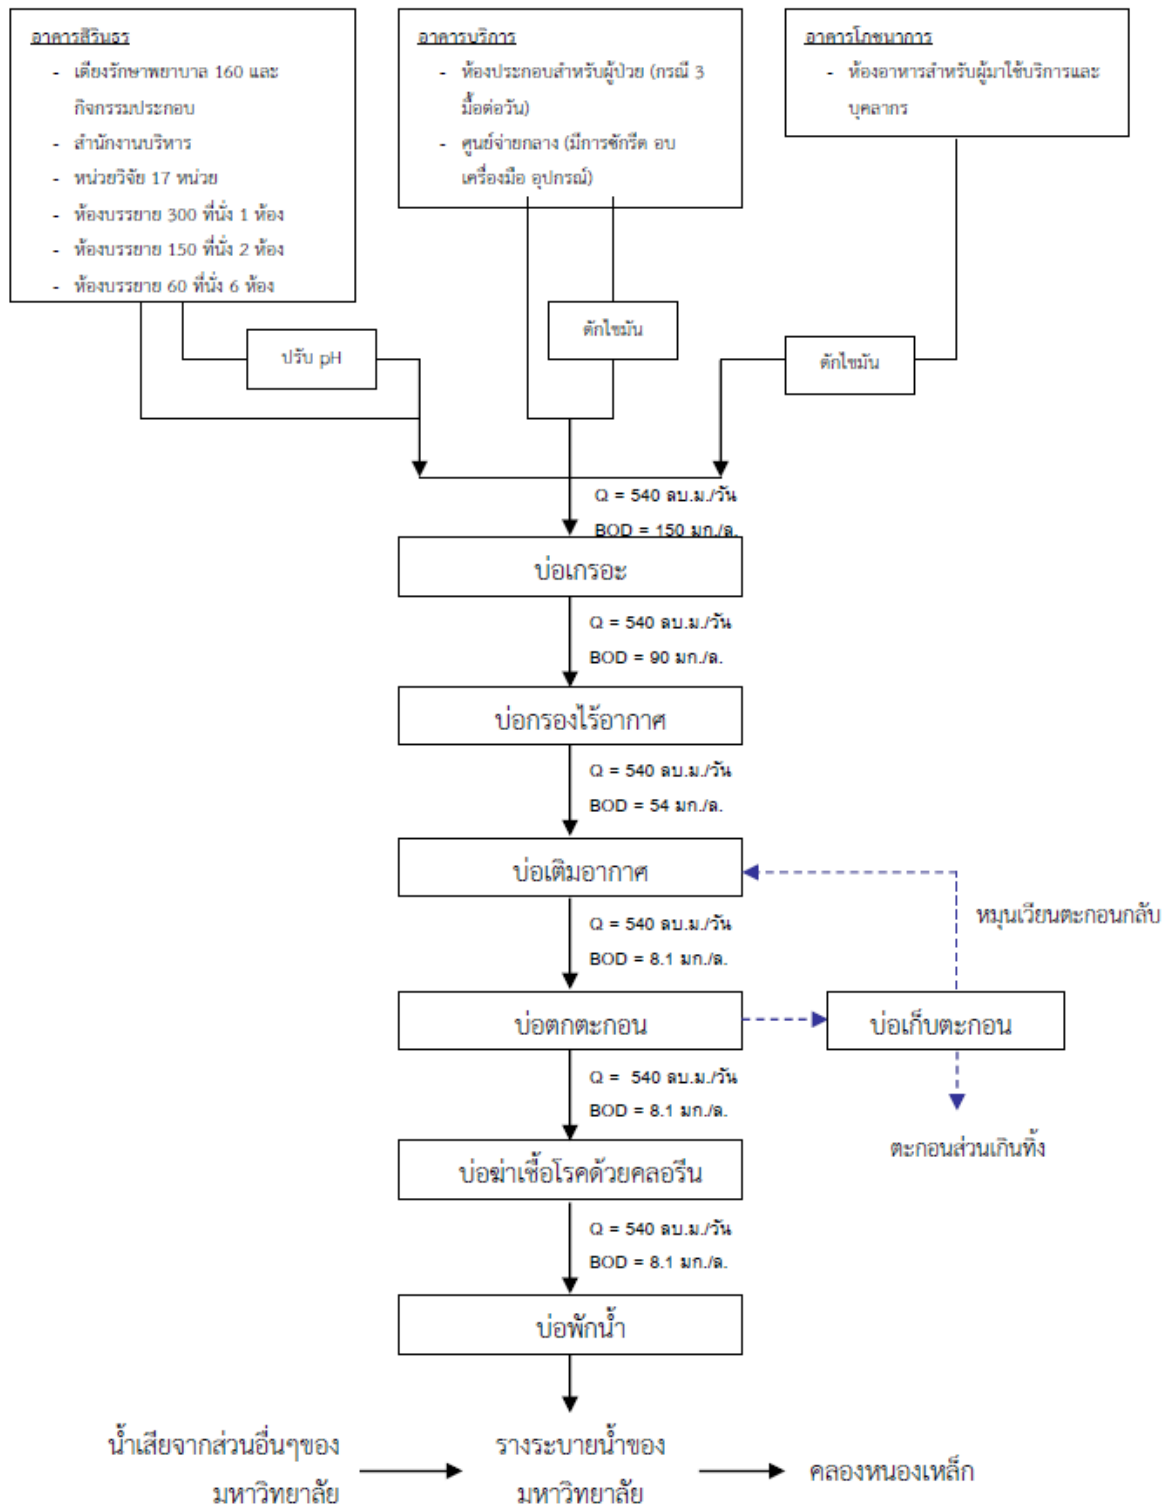 อาคารสิรินธร
- เตียงรักษาพยาบาล 160 และ
กิจกรรมประกอบ
- สำนักงานบริหาร
- หน่วยวิจัย 17 หน่วย
- ห้องบรรยาย 300 ที่นั่ง 1 ห้อง
- ห้องบรรยาย 150 ที่นั่ง 2 ห้อง
- ห้องบรรยาย 60 ที่นั่ง 6 ห้อง
อาคารบริการ
- ห้องประกอบสำหรับผู้ป่วย (กรณี 3
มื้อต่อวัน)
- ศูนย์จ่ายกลาง (มีการซักรีด อบ
เครื่องมือ อุปกรณ์)
อาคารโภชนาการ
- ห้องอาหารสำหรับผู้มาใช้บริการและ
บุคลากร
ปรับ pH
ดักไขมัน
ดักไขมัน
Q = 540 ลบ.ม./วัน
BOD = 150 มก./ล.
บ่อเกรอะ
Q = 540 ลบ.ม./วัน
BOD = 90 มก./ล.
บ่อกรองไร้อากาศ
Q = 540 ลบ.ม./วัน
BOD = 54 มก./ล.
บ่อเติมอากาศ
หมุนเวียนตะกอนกลับ
Q = 540 ลบ.ม./วัน
BOD = 8.1 มก./ล.
บ่อตกตะกอน
บ่อเก็บตะกอน
Q = 540 ลบ.ม./วัน
BOD = 8.1 มก./ล.
ตะกอนส่วนเกินทิ้ง
บ่อฆ่าเชื้อโรคด้วยคลอรีน
Q = 540 ลบ.ม./วัน
BOD = 8.1 มก./ล.
บ่อพักน้ำ
น้ำเสียจากส่วนอื่นๆของ
มหาวิทยาลัย
รางระบายน้ำของ
มหาวิทยาลัย
คลองหนองเหล็ก